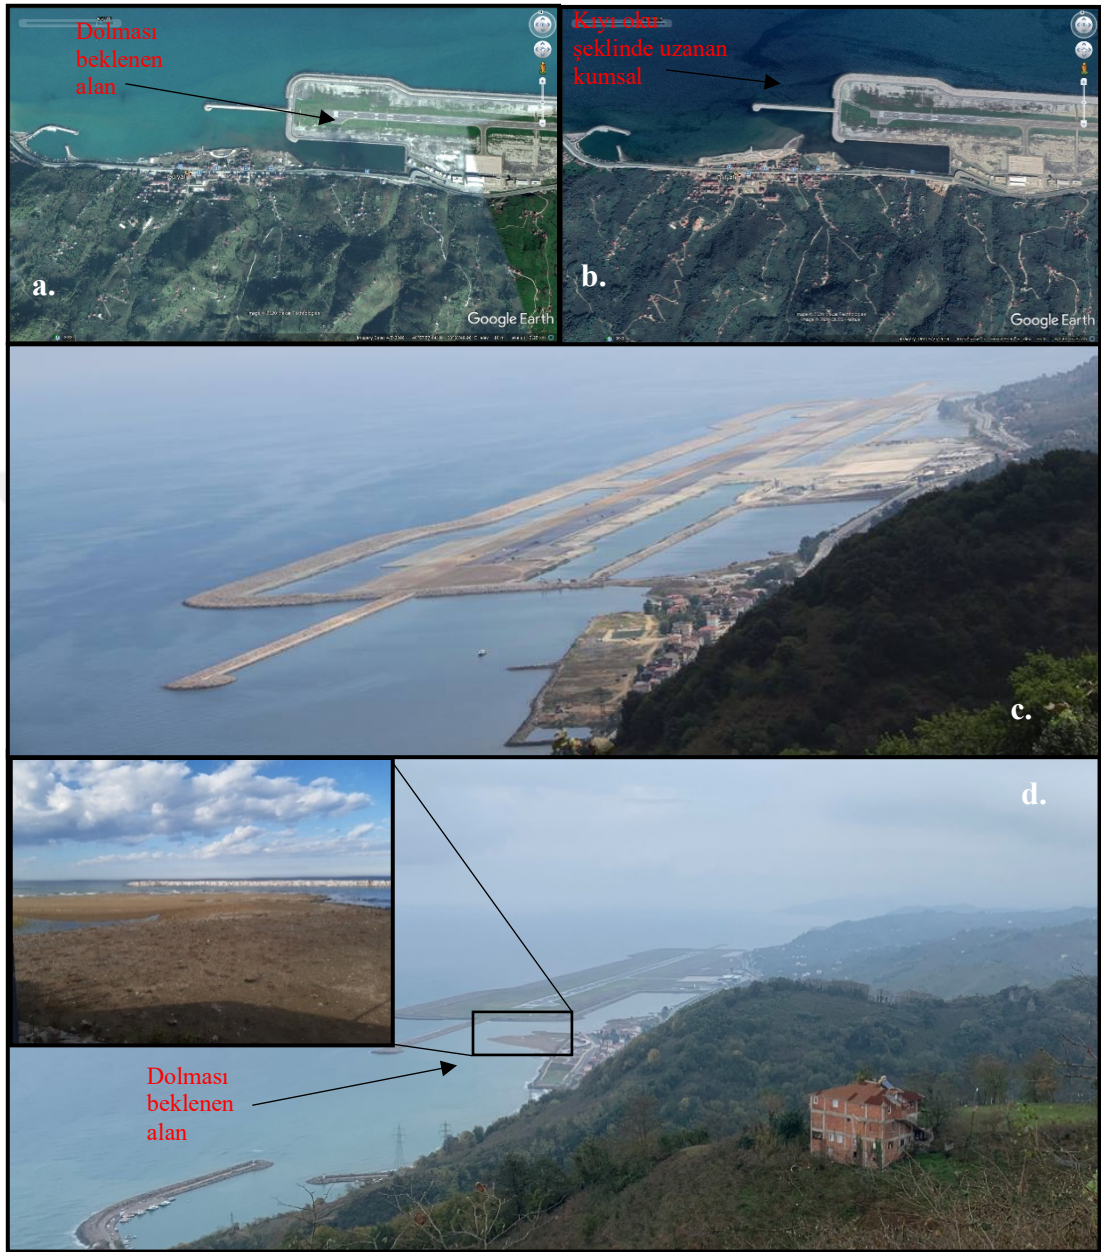 Dolması
beklenen
alan
a.
Google Earth
Kıyı oku
şeklinde uzanan
kumsal
b.
Google Earth
c.
d.
Dolması
beklenen
alan